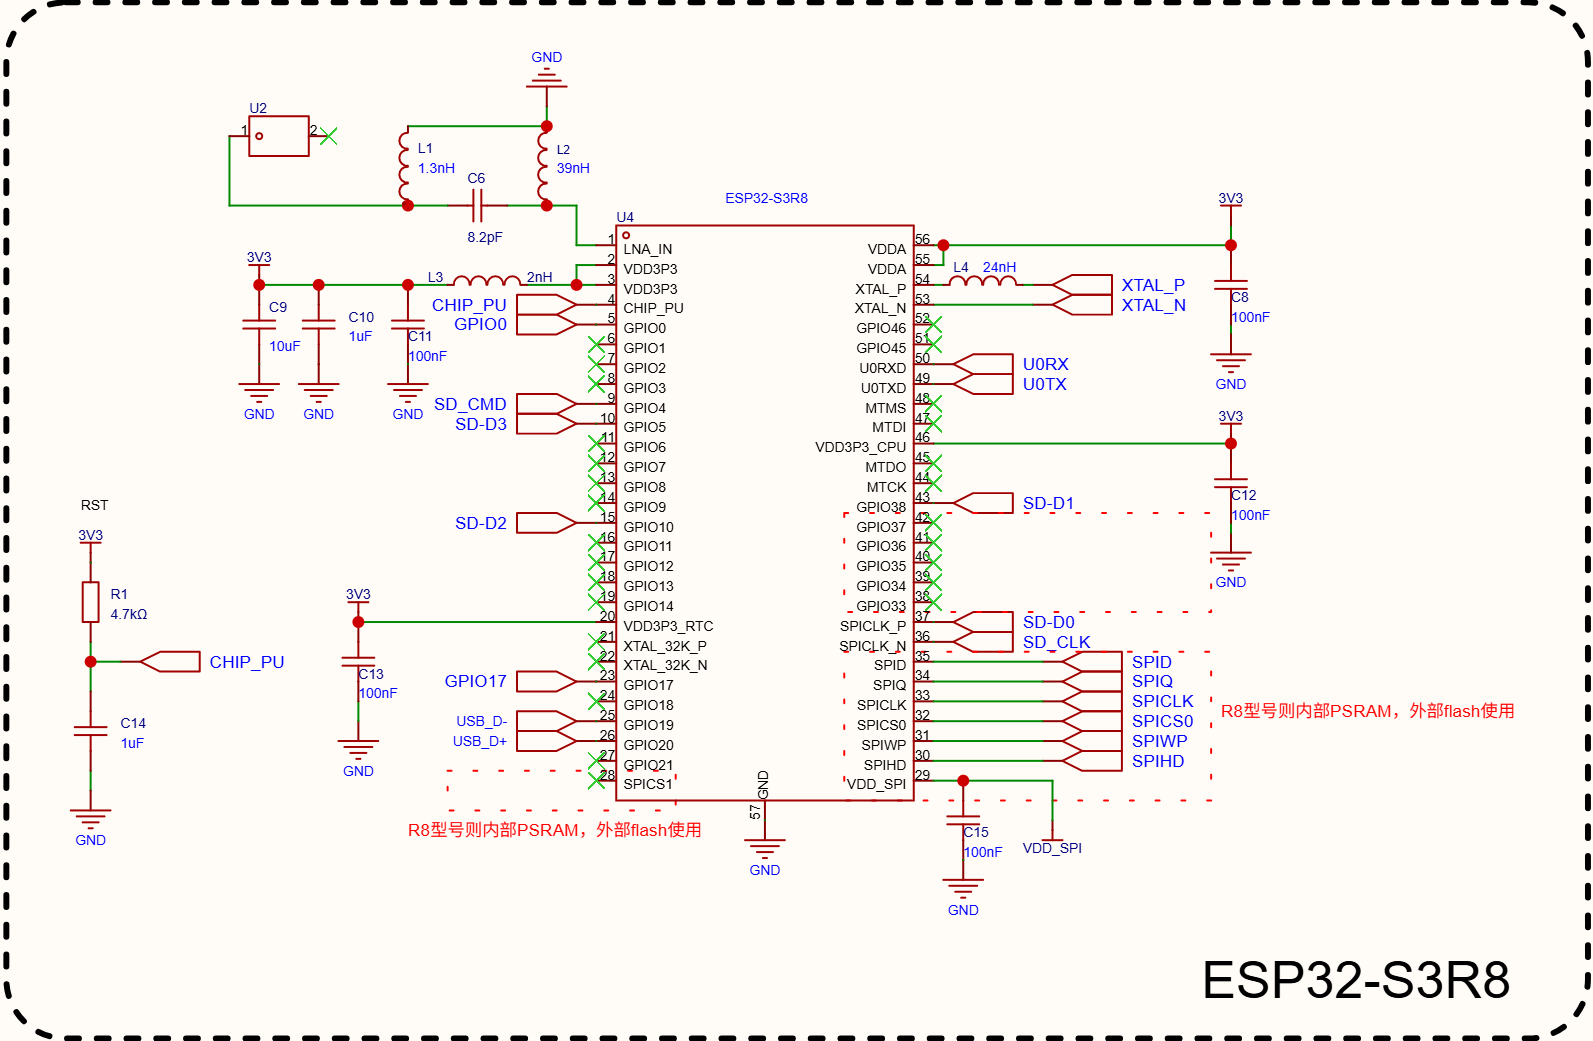 GND
U2
1
2
L1
1.3nH
L2
39nH
C6
8.2pF
ESP32-S3R8
U4
3V3
L3
2nH
C9
10uF
C10
1uF
C11
100nF
GND
GND
GND
CHIP_PU
GPIO0
SD_CMD
SD-D3
SD-D2
GPIO17
USB_D-
USB_D+
1
2
3
4
5
6
7
8
9
10
11
12
13
14
15
16
17
18
19
20
21
22
23
24
25
26
27
28
LNA_IN
VDD3P3
VDD3P3
CHIP_PU
GPIO0
GPIO1
GPIO2
GPIO3
GPIO4
GPIO5
GPIO6
GPIO7
GPIO8
GPIO9
GPIO10
GPIO11
GPIO12
GPIO13
GPIO14
VDD3P3_RTC
XTAL_32K_P
XTAL_32K_N
GPIO17
GPIO18
GPIO19
GPIO20
GPIO21
SPICS1
VDDA
VDDA
XTAL_P
XTAL_N
GPIO46
GPIO45
U0RXD
U0TXD
MTMS
MTDI
VDD3P3_CPU
MTDO
MTCK
GPIO38
GPIO37
GPIO36
GPIO35
GPIO34
GPIO33
SPICLK_P
SPICLK_N
SPID
SPIQ
SPICLK
SPICS0
SPIWP
SPIHD
VDD_SPI
56
55
54
53
52
51
50
49
48
47
46
45
44
43
42
41
40
39
38
37
36
35
34
33
32
31
30
29
GND
57
GND
L4
24nH
XTAL_P
XTAL_N
U0RX
U0TX
SD-D1
SD-D0
SD_CLK
SPID
SPIQ
SPICLK
SPICS0
SPIWP
SPIHD
3V3
C8
100nF
GND
3V3
C12
100nF
GND
R8型号则内部PSRAM，外部flash使用
C15
100nF
GND
VDD_SPI
RST
3V3
R1
4.7kΩ
CHIP_PU
C14
1uF
GND
3V3
C13
100nF
GND
R8型号则内部PSRAM，外部flash使用
ESP32-S3R8